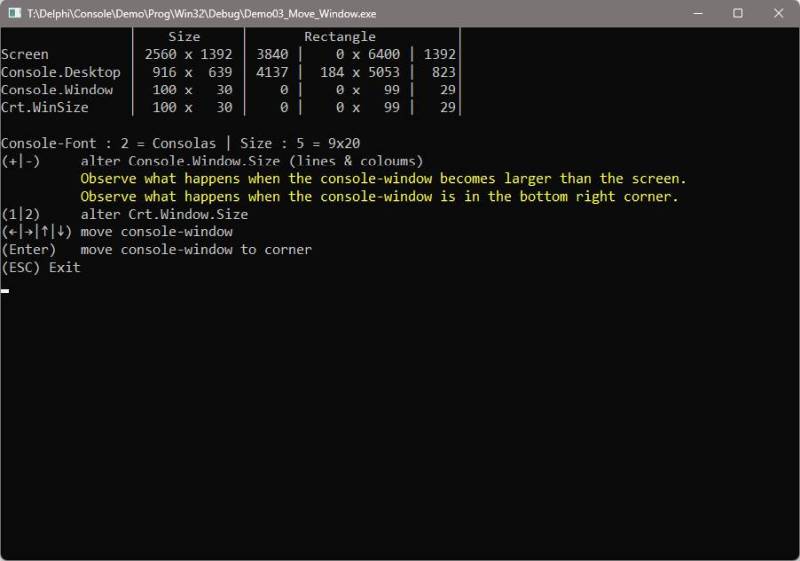 T:\Delphi\Console\Demo\Prog\Win32\Debug\Demo03_Move_Window.exe
| Size | Rectangle |
Screen | 2560 x 1392 | 3840 | 0 x 6400 | 1392|
Console.Desktop | 916 x 639 | 4137 | 184 x 5053 | 823|
Console.Window | 100 x 30 | 0 | 0 x 99 | 29|
Crt.WinSize | 100 x 30 | 0 | 0 x 99 | 29|
Console-Font : 2 = Consolas | Size : 5 = 9x20
(+|-) alter Console.Window.Size (lines & coloums)
Observe what happens when the console-window becomes larger than the screen.
Observe what happens when the console-window is in the bottom right corner.
(1|2) alter Crt.Window.Size
(←|→|↑|↓) move console-window
(Enter) move console-window to corner
(ESC) Exit